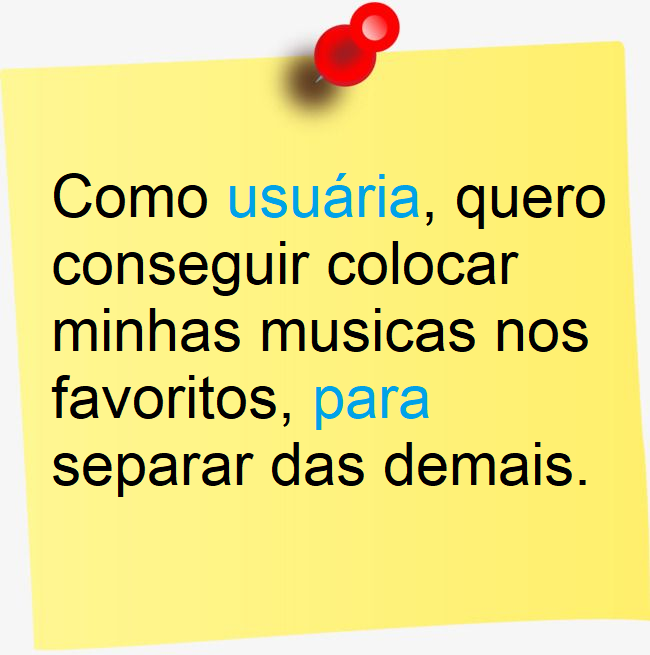 Como usuária, quero
conseguir colocar
minhas musicas nos
favoritos, para
separar das demais.